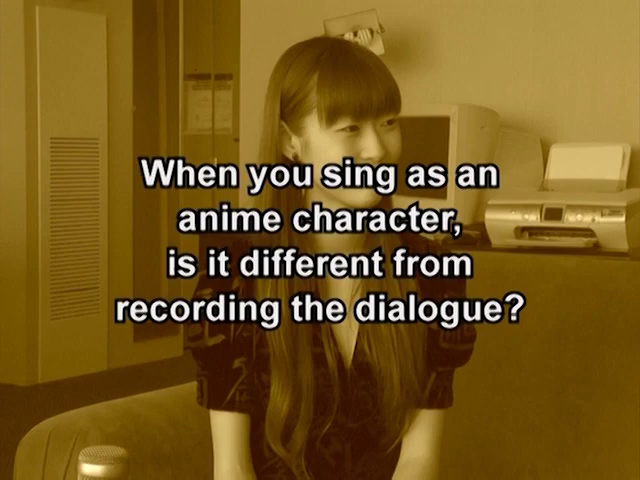 When you sing as an
anime character,
is it different from
recording the dialogue?